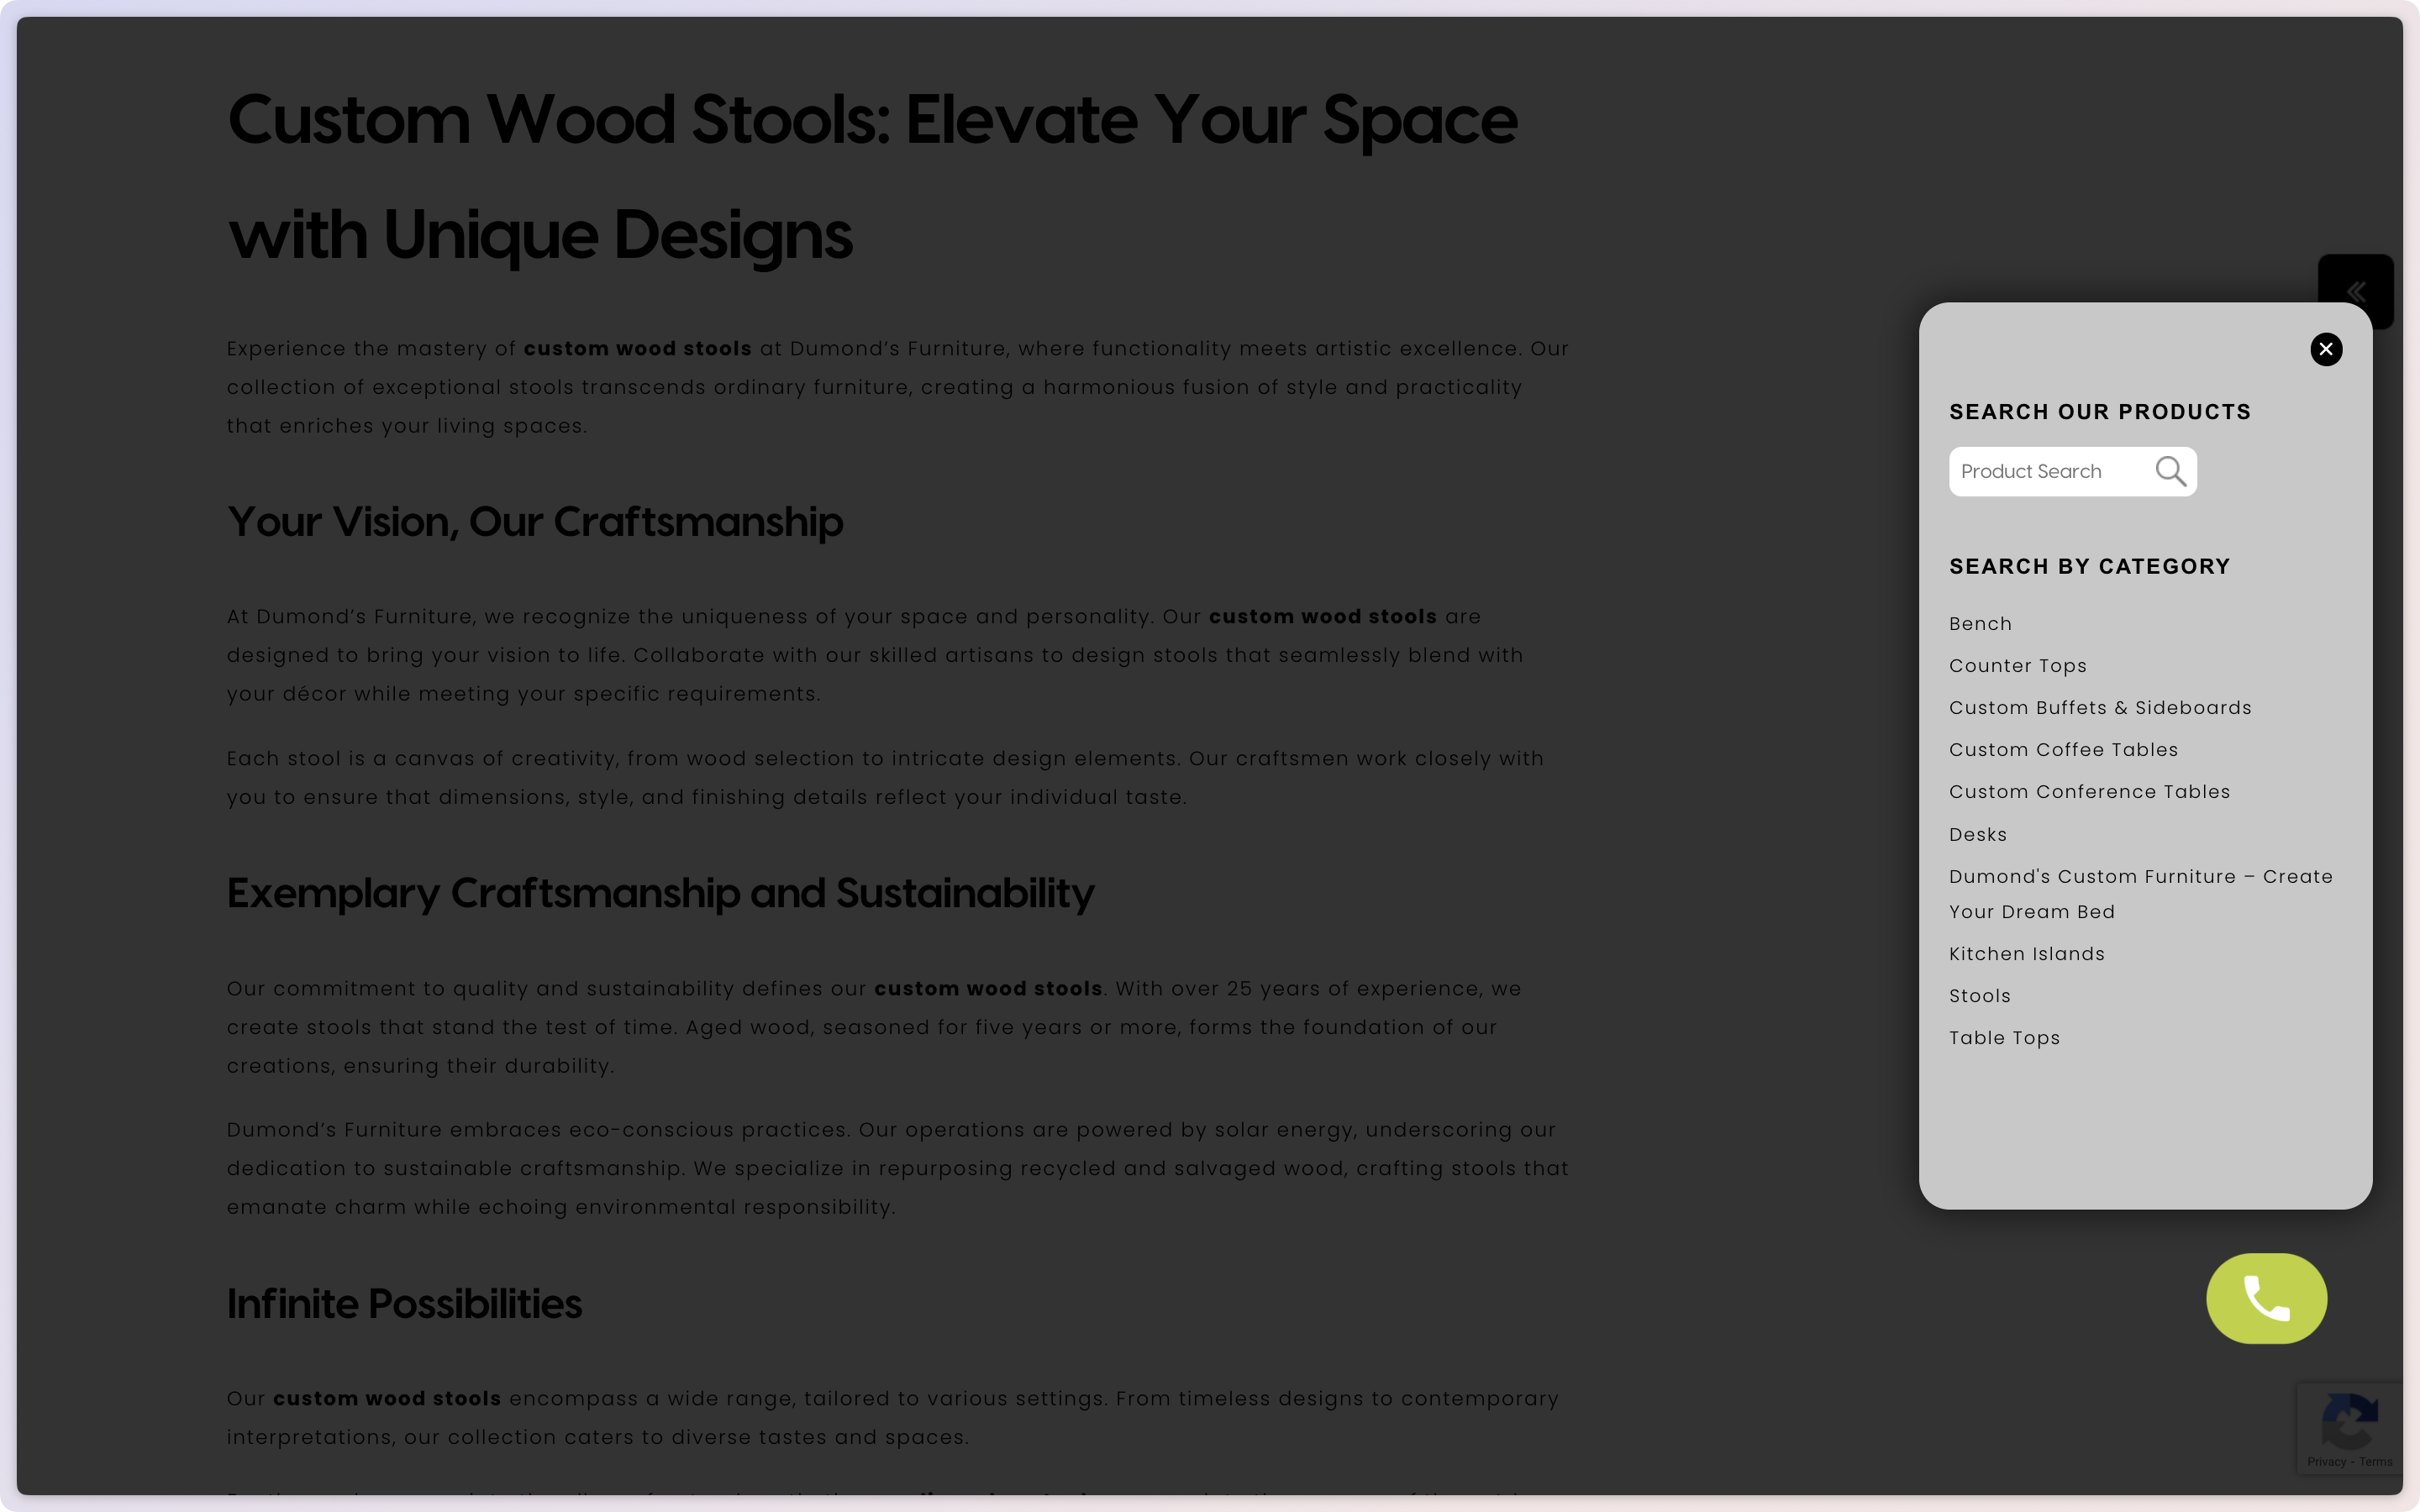 Custom Wood Stools: Elevate Your Space
with Unique Designs
Experience the mastery of custom wood stools at Dumond’s Furniture, where functionality meets artistic excellence. Our
collection of exceptional stools transcends ordinary furniture, creating a harmonious fusion of style and practicality
that enriches your living spaces.
Your Vision, Our Craftsmanship
At Dumond’s Furniture, we recognize the uniqueness of your space and personality. Our custom wood stools are
designed to bring your vision to life. Collaborate with our skilled artisans to design stools that seamlessly blend with
your décor while meeting your specific requirements.
Each stool is a canvas of creativity, from wood selection to intricate design elements. Our craftsmen work closely with
you to ensure that dimensions, style, and finishing details reflect your individual taste.
Exemplary Craftsmanship and Sustainability
Our commitment to quality and sustainability defines our custom wood stools. With over 25 years of experience, we
create stools that stand the test of time. Aged wood, seasoned for five years or more, forms the foundation of our
creations, ensuring their durability.
Dumond’s Furniture embraces eco-conscious practices. Our operations are powered by solar energy, underscoring our
dedication to sustainable craftsmanship. We specialize in repurposing recycled and salvaged wood, crafting stools that
emanate charm while echoing environmental responsibility.
Infinite Possibilities
Our custom wood stools encompass a wide range, tailored to various settings. From timeless designs to contemporary
interpretations, our collection caters to diverse tastes and spaces.
SEARCH OUR PRODUCTS
Product Search
SEARCH BY CATEGORY
Bench
Counter Tops
Custom Buffets & Sideboards
Custom Coffee Tables
Custom Conference Tables
Desks
Dumond's Custom Furniture – Create
Your Dream Bed
Kitchen Islands
Stools
Table Tops
Privacy - Terms